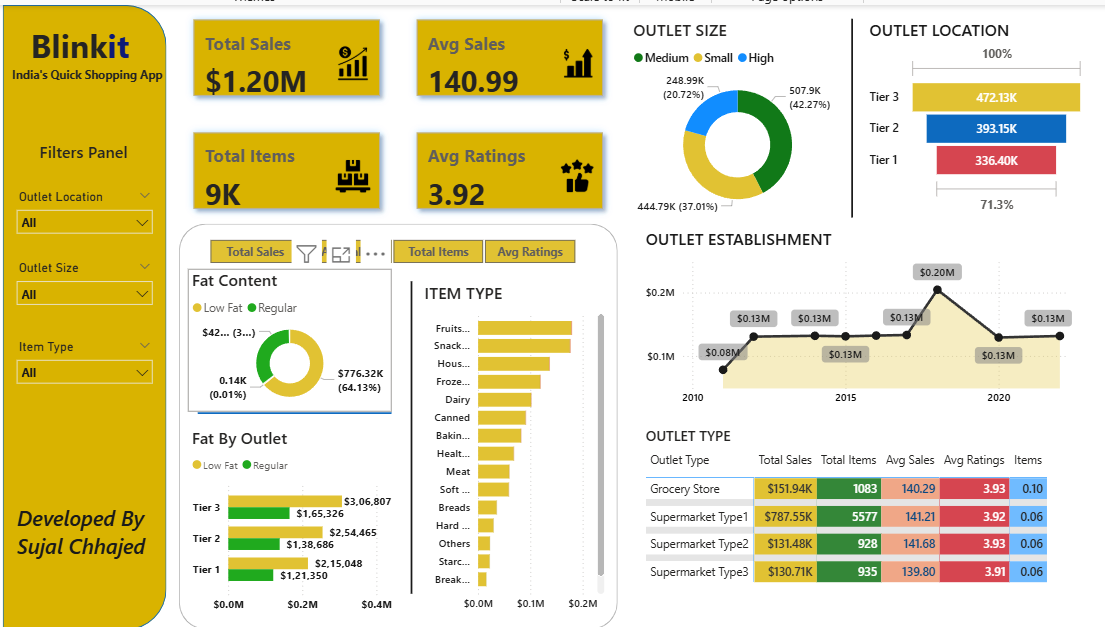 Blinkit
India's Quick Shopping App
Filters Panel
Outlet Location
All
Outlet Size
All
Item Type
All
Developed By
Sujal Chhajed
Total Sales
$1.20M
Avg Sales
140.99
Total Items
9K
Avg Ratings
3.92
Total Sales
Total Items
Avg Ratings
Fat Content
Low Fat
Regular
$42... (3...)
0.14K
(0.01%)
$776.32K
(64.13%)
Fat By Outlet
Low Fat
Regular
Tier 3
$3,06,807
$1,65,326
Tier 2
$2,54,465
$1,38,686
Tier 1
$2,15,048
$1,21,350
$0.0M $0.2M $0.4M
ITEM TYPE
Fruits...
Snack...
Hous...
Froze...
Dairy
Canned
Bakin...
Healt...
Meat
Soft ...
Breads
Hard ...
Others
Starc...
Break...
$0.0M $0.1M $0.2M
OUTLET SIZE
Medium Small High
248.99K
(20.72%)
507.9K
(42.27%)
444.79K (37.01%)
OUTLET LOCATION
100%
Tier 3 472.13K
Tier 2 393.15K
Tier 1 336.40K
71.3%
OUTLET ESTABLISHMENT
$0.2M
$0.1M
$0.08M
$0.13M
$0.13M
$0.13M
$0.13M
$0.20M
$0.13M
$0.13M
2010 2015 2020
OUTLET TYPE
Outlet Type Total Sales Total Items Avg Sales Avg Ratings Items
Grocery Store $151.94K 1083 140.29 3.93 0.10
Supermarket Type1 $787.55K 5577 141.21 3.92 0.06
Supermarket Type2 $131.48K 928 141.68 3.93 0.06
Supermarket Type3 $130.71K 935 139.80 3.91 0.06